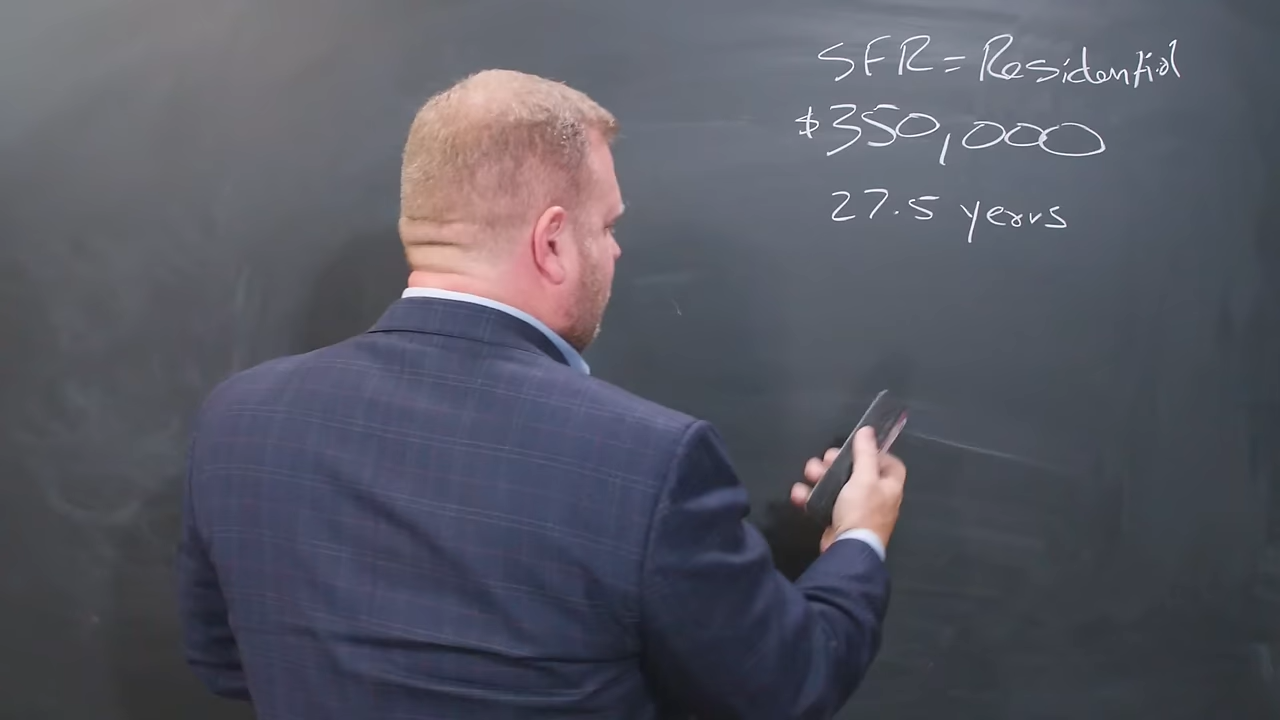 SFR = Residential
$350,000
27.5 years